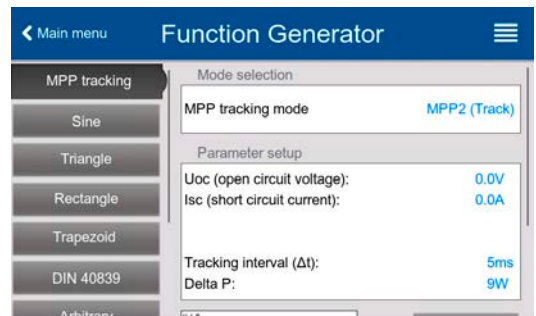 Main menu
Function Generator
MPP tracking
Sine
Triangle
Rectangle
Trapezoid
DIN 40839
Arbitrary
Mode selection
MPP tracking mode MPP2 (Track)
Parameter setup
Uoc (open circuit voltage): 0.0V
Isc (short circuit current): 0.0A
Tracking interval (Δt): 5ms
Delta P: 9W